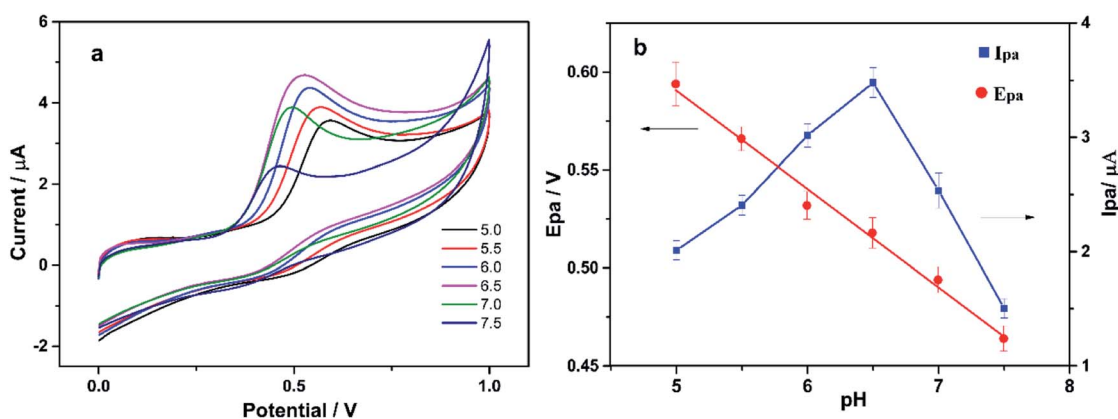 a
6
4
2
0
-2
Current / μA
0.0
0.5
1.0
Potential / V
5.0
5.5
6.0
6.5
7.0
7.5
b
0.60
0.55
0.50
0.45
Epa / V
5
6
7
8
pH
4
3
2
1
Ipa/ μA
Ipa
Epa